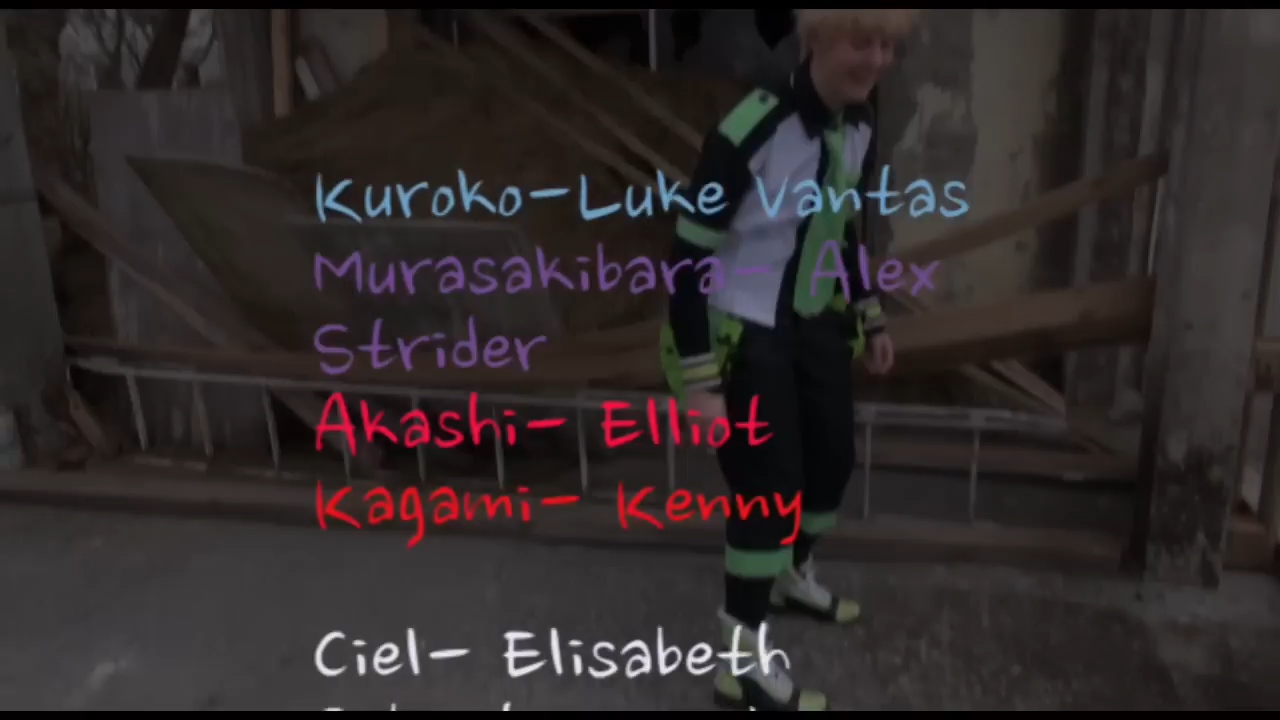 Kuroko-Luke Vantas
Murasakibara- Alex
Strider
Akashi- Elliot
Kagami- Kenny
Ciel- Elisabeth